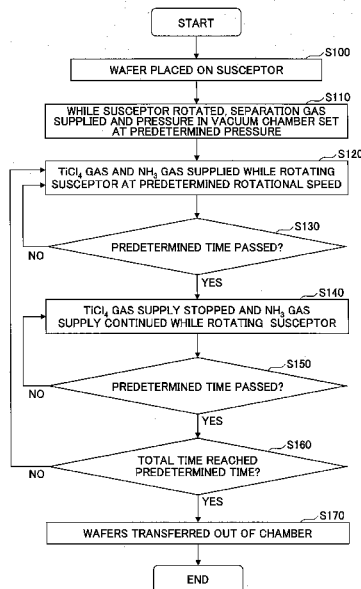 START
S100
WAFER PLACED ON SUSCEPTOR
S110
WHILE SUSCEPTOR ROTATED, SEPARATION GAS
SUPPLIED AND PRESSURE IN VACUUM CHAMBER SET
AT PREDETERMINED PRESSURE
S120
TiCl4 GAS AND NH3 GAS SUPPLIED WHILE ROTATING
SUSCEPTOR AT PREDETERMINED ROTATIONAL SPEED
S130
PREDETERMINED TIME PASSED?
NO
YES
S140
TiCl4 GAS SUPPLY STOPPED AND NH3 GAS
SUPPLY CONTINUED WHILE ROTATING SUSCEPTOR
S150
PREDETERMINED TIME PASSED?
NO
YES
S160
TOTAL TIME REACHED
PREDETERMINED TIME?
NO
YES
S170
WAFERS TRANSFERRED OUT OF CHAMBER
END